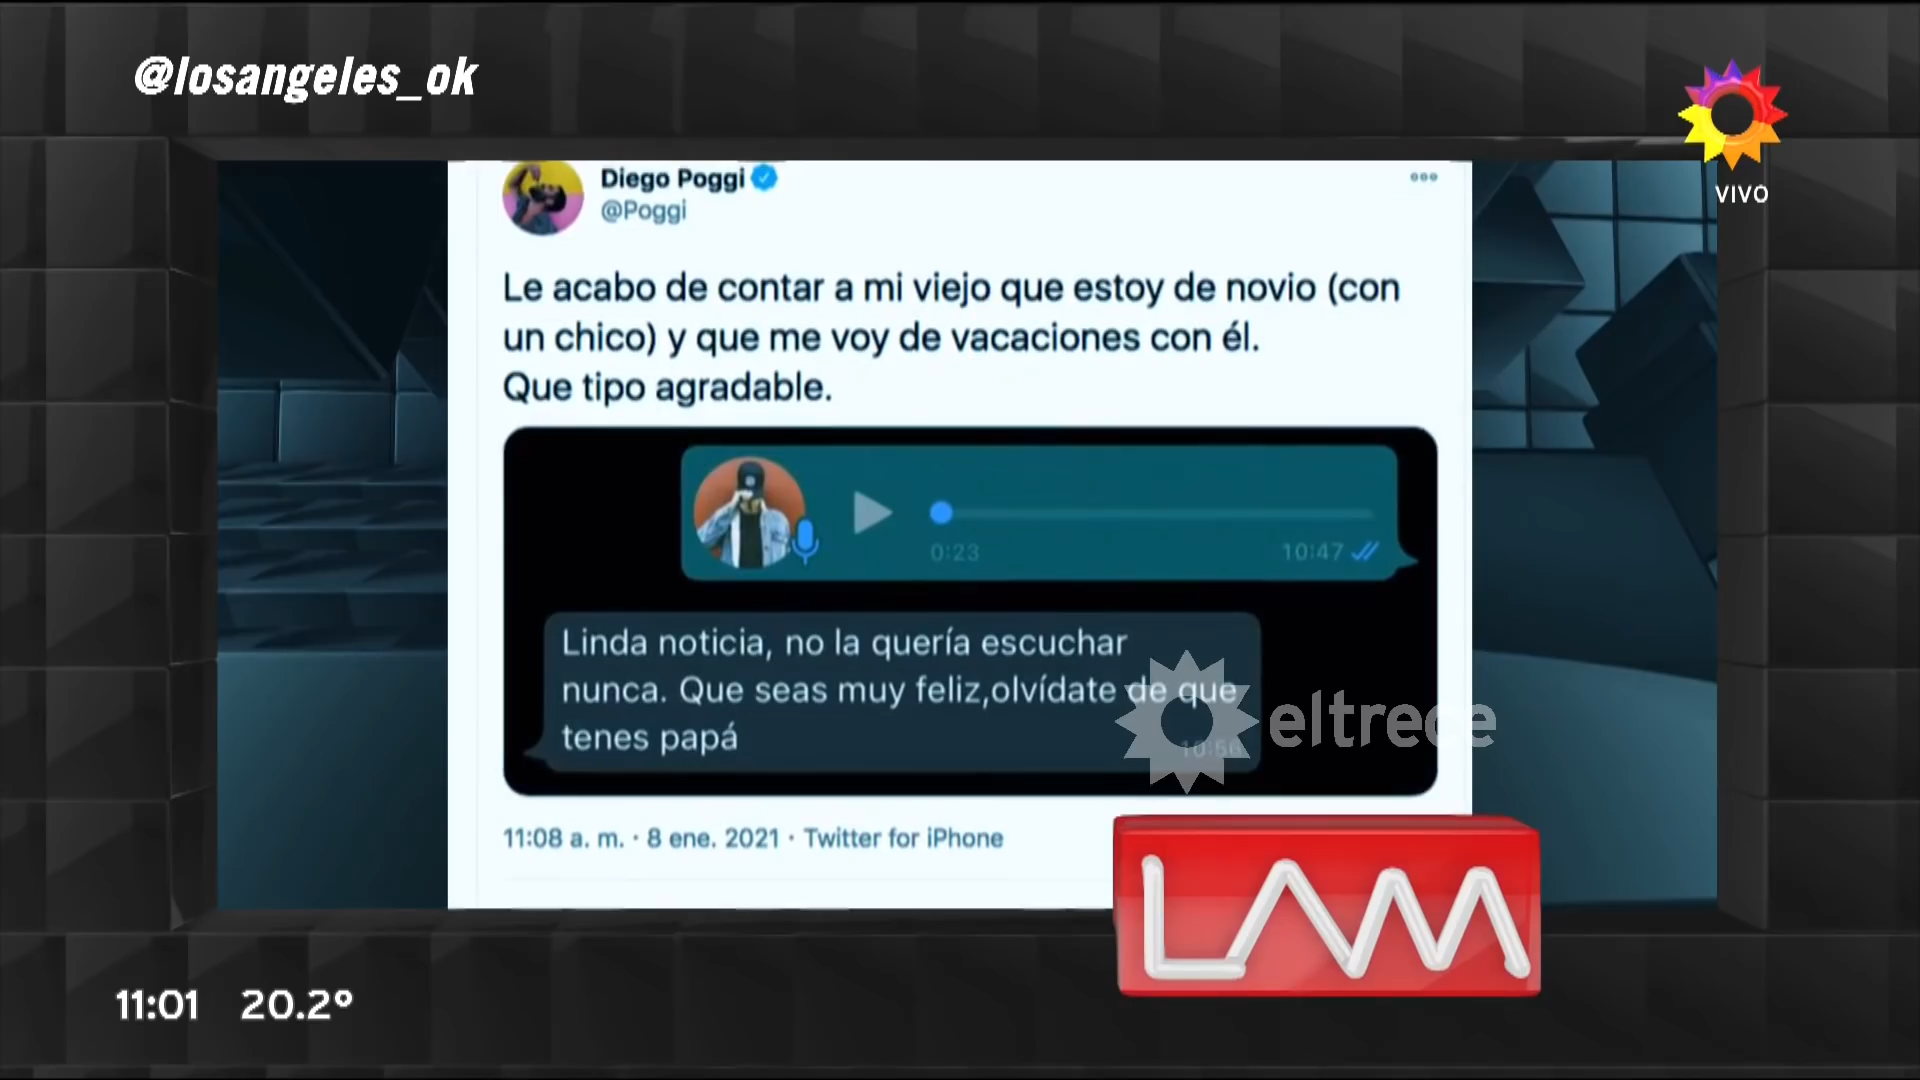 @losangeles_ok
VIVO
Diego Poggi
@Poggi
Le acabo de contar a mi viejo que estoy de novio (con
un chico) y que me voy de vacaciones con él.
Que tipo agradable.
0:23
10:47
Linda noticia, no la quería escuchar
nunca. Que seas muy feliz,olvídate de que
tenes papá
10:56
eltrece
11:08 a. m. · 8 ene. 2021 · Twitter for iPhone
LAM
11:01 20.2°